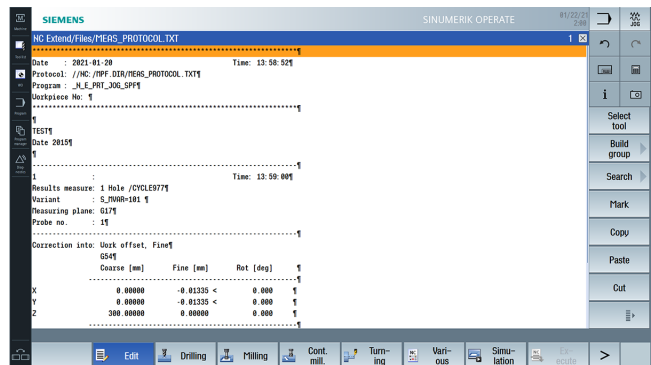 SIEMENS
SINUMERIK OPERATE
01/22/21
2:00
JOG
NC Extend/Files/MEAS_PROTOCOL.TXT 1
*****************************************************************¶
Date : 2021-01-20 Time: 13:58:52¶
Protocol: //NC:/MPF.DIR/MEAS_PROTOCOL.TXT¶
Program : _N_E_PRT_JOG_SPF¶
Workpiece No: ¶
*****************************************************************¶
¶
TEST¶
Date 2015¶
¶
-----------------------------------------------------------------¶
1 : Time: 13:59:00¶
Results measure: 1 Hole /CYCLE977¶
Variant : S_MVAR=101 ¶
Measuring plane: G17¶
Probe no. : 1¶
-----------------------------------------------------------------¶
Correction into: Work offset, Fine¶
G54¶
Coarse [mm] Fine [mm] Rot [deg] ¶
-----------------------------------------------------¶
X 0.00000 -0.01335 < 0.000 ¶
Y 0.00000 -0.01335 < 0.000 ¶
Z 300.00000 0.00000 0.000 ¶
-----------------------------------------------------¶
i
Select
tool
Build
group
Search
Mark
Copy
Paste
Cut
Edit
Drilling
Milling
Cont.
mill.
Turn-
ing
Vari-
ous
Simu-
lation
Ex-
ecute
>